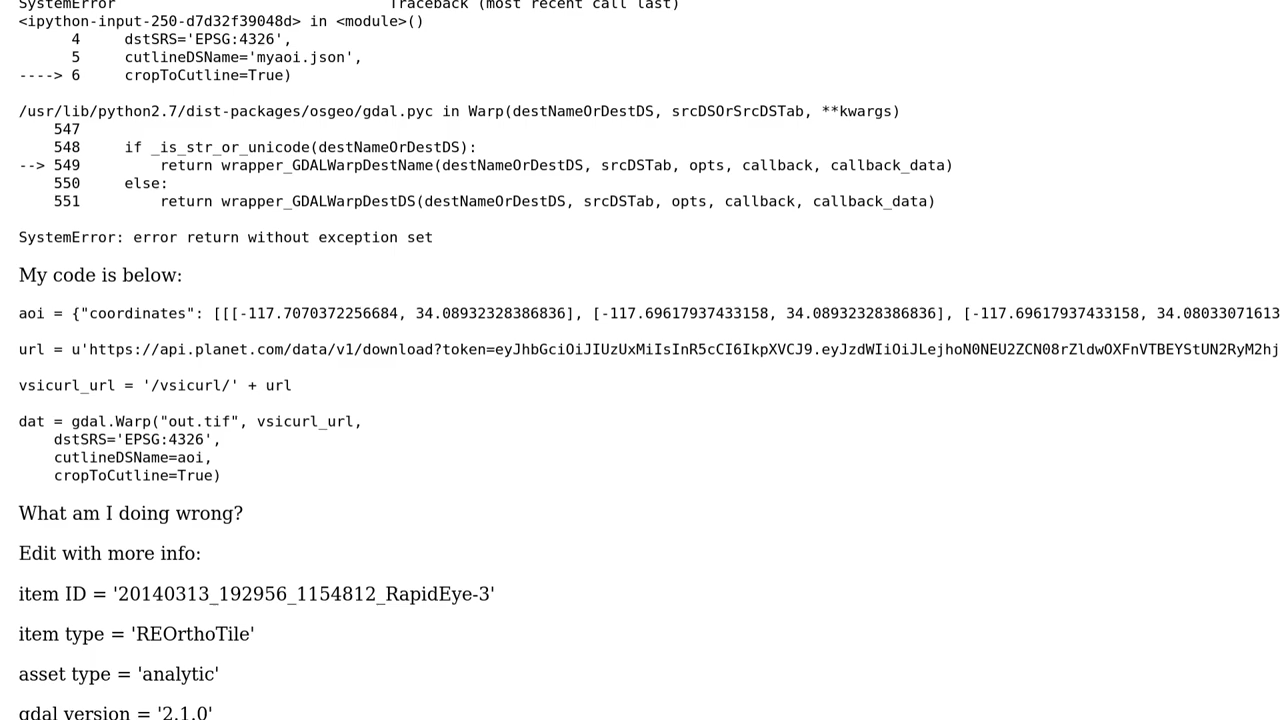 SystemError Traceback (most recent call last)
<ipython-input-250-d7d32f39048d> in <module>()
      4     dstSRS='EPSG:4326',
      5     cutlineDSName='myaoi.json',
----> 6     cropToCutline=True)
/usr/lib/python2.7/dist-packages/osgeo/gdal.pyc in Warp(destNameOrDestDS, srcDSOrSrcDSTab, **kwargs)
    547
    548     if _is_str_or_unicode(destNameOrDestDS):
--> 549         return wrapper_GDALWarpDestName(destNameOrDestDS, srcDSTab, opts, callback, callback_data)
    550     else:
    551         return wrapper_GDALWarpDestDS(destNameOrDestDS, srcDSTab, opts, callback, callback_data)
SystemError: error return without exception set
My code is below:
aoi = {"coordinates": [[[-117.7070372256684, 34.08932328386836], [-117.69617937433158, 34.08932328386836], [-117.69617937433158, 34.08033071613
url = u'https://api.planet.com/data/v1/download?token=eyJhbGciOiJIUzUxMiIsInR5cCI6IkpXVCJ9.eyJzdWIiOiJLejhoN0NEU2ZCN08rZldwOXFnVTBEYStUN2RyM2hj
vsicurl_url = '/vsicurl/' + url
dat = gdal.Warp("out.tif", vsicurl_url,
    dstSRS='EPSG:4326',
    cutlineDSName=aoi,
    cropToCutline=True)
What am I doing wrong?
Edit with more info:
item ID = '20140313_192956_1154812_RapidEye-3'
item type = 'REOrthoTile'
asset type = 'analytic'
gdal version = '2.1.0'